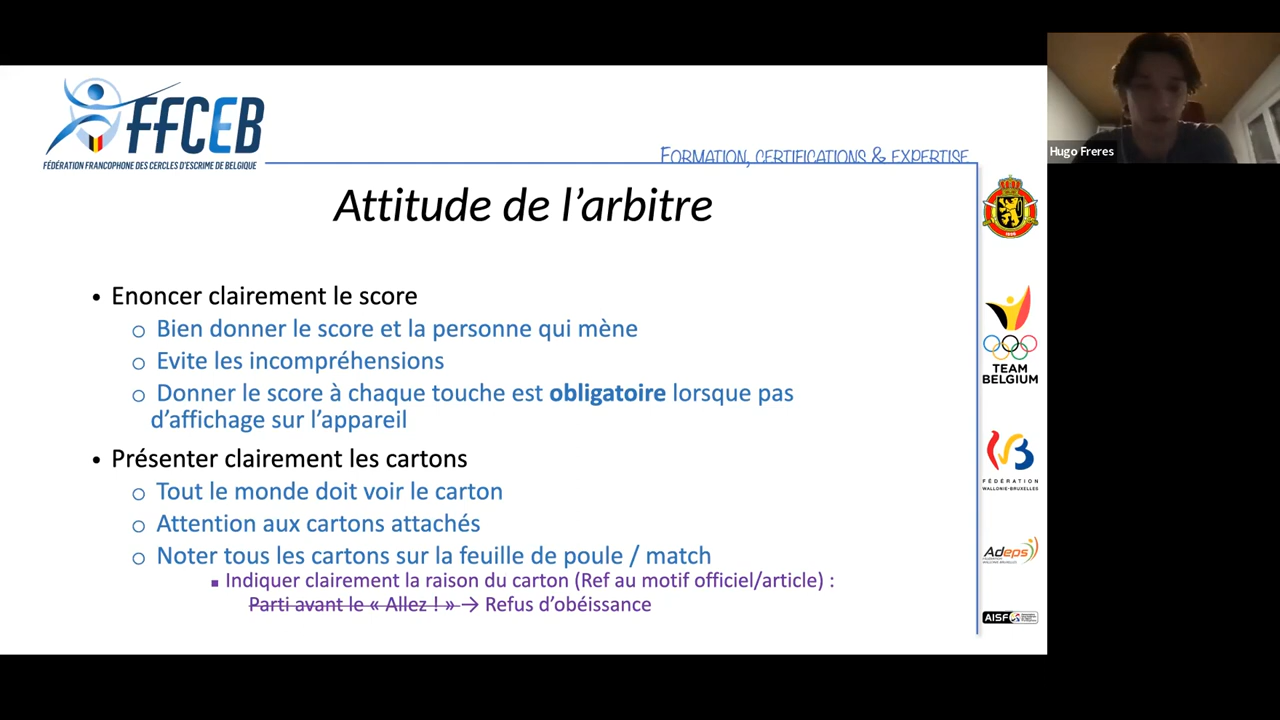 FFCEB
FÉDÉRATION FRANCOPHONE DES CERCLES D'ESCRIME DE BELGIQUE
FORMATION, CERTIFICATIONS & EXPERTISE
Hugo Freres
Attitude de l'arbitre
• Enoncer clairement le score
o Bien donner le score et la personne qui mène
o Evite les incompréhensions
o Donner le score à chaque touche est obligatoire lorsque pas
d'affichage sur l'appareil
• Présenter clairement les cartons
o Tout le monde doit voir le carton
o Attention aux cartons attachés
o Noter tous les cartons sur la feuille de poule / match
▪ Indiquer clairement la raison du carton (Ref au motif officiel/article) :
Parti avant le « Allez ! » → Refus d'obéissance
TEAM
BELGIUM
FÉDÉRATION
WALLONIE-BRUXELLES
Adeps
AISF